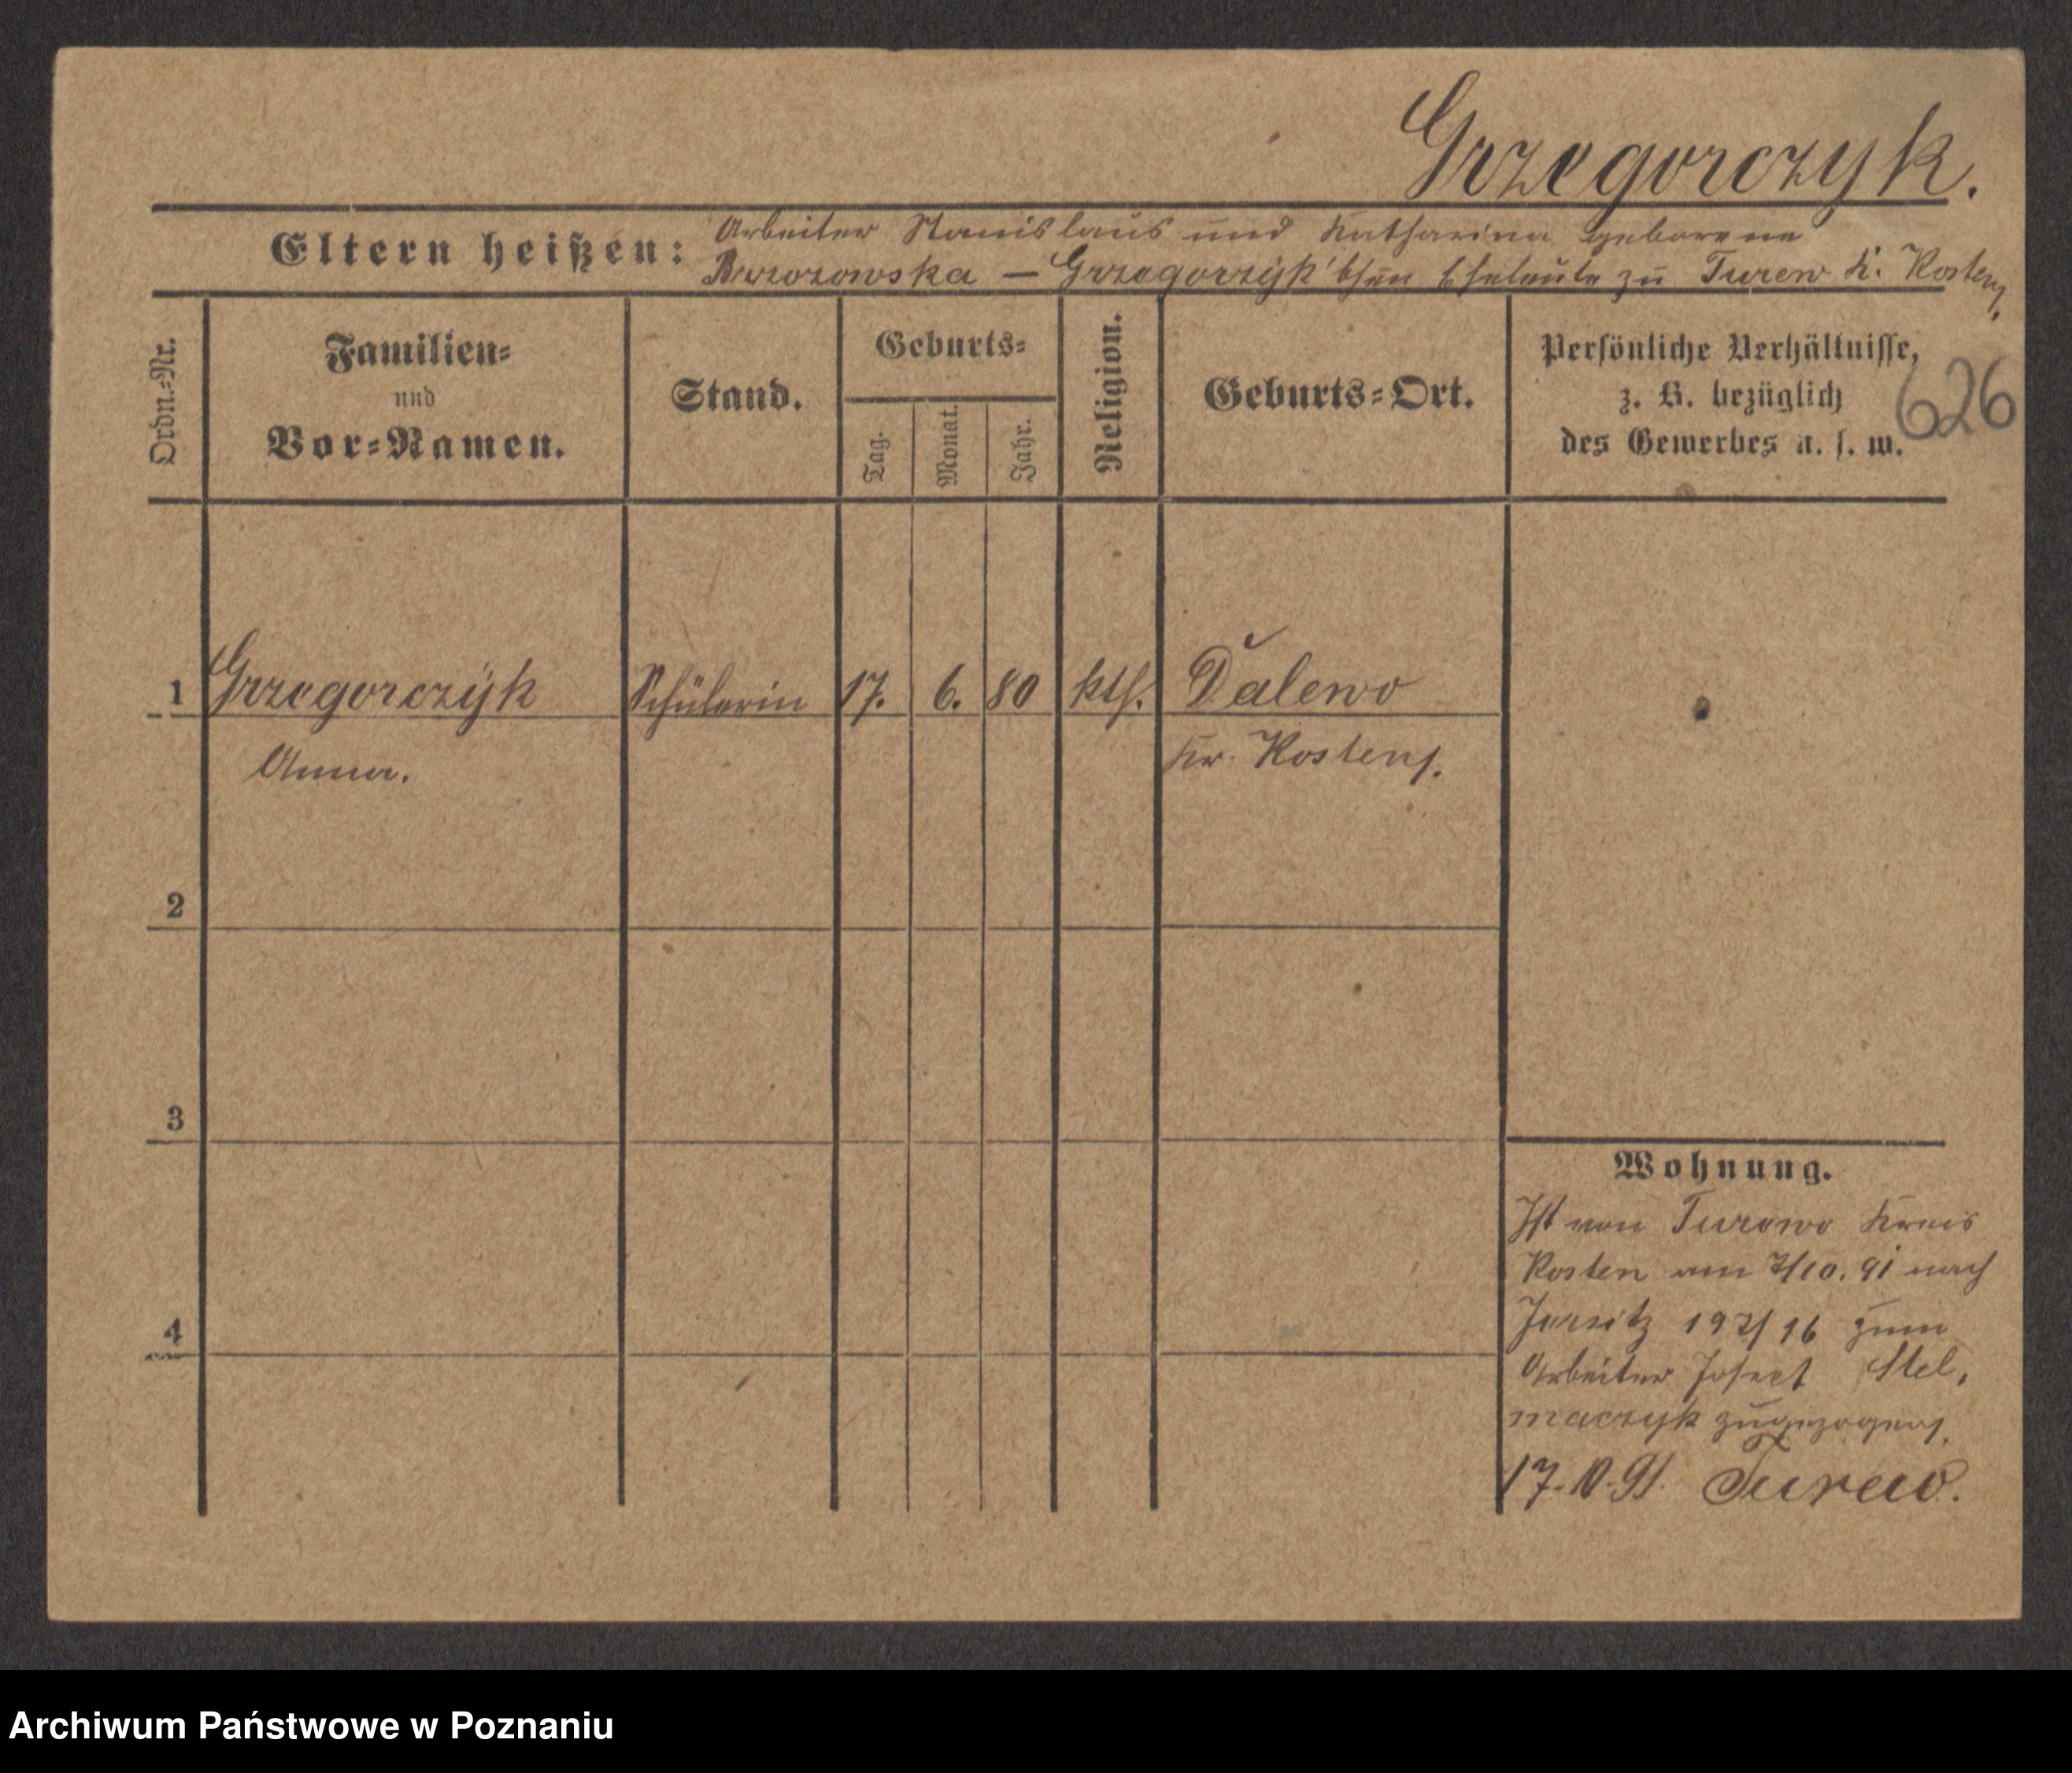 Grzegorczyk.
Eltern heißen: Arbeiter Stanislaus und Katharina geborene
Brzozowska — Grzegorczyk'schen Eheleute zu Turew K. Kosten.
Ordn.-Nr.
Familien-
und
Vor-Namen.
Stand.
Geburts-
Tag.
Monat.
Jahr.
Religion.
Geburts-Ort.
Persönliche Verhältnisse,
z. B. bezüglich
des Gewerbes u. s. w.
626
1 Grzegorczyk Schülerin 17. 6. 80 kth. Dalewo
Anna. Kr. Kosten.
2
3
4
Wohnung.
Ist von Turowo Kreis
Kosten am 7/10. 91 nach
Jersitz 197/16 zum
Arbeiter Josef Stel,
maczyk zugezogen.
17.10.91. Turew.
Archiwum Państwowe w Poznaniu